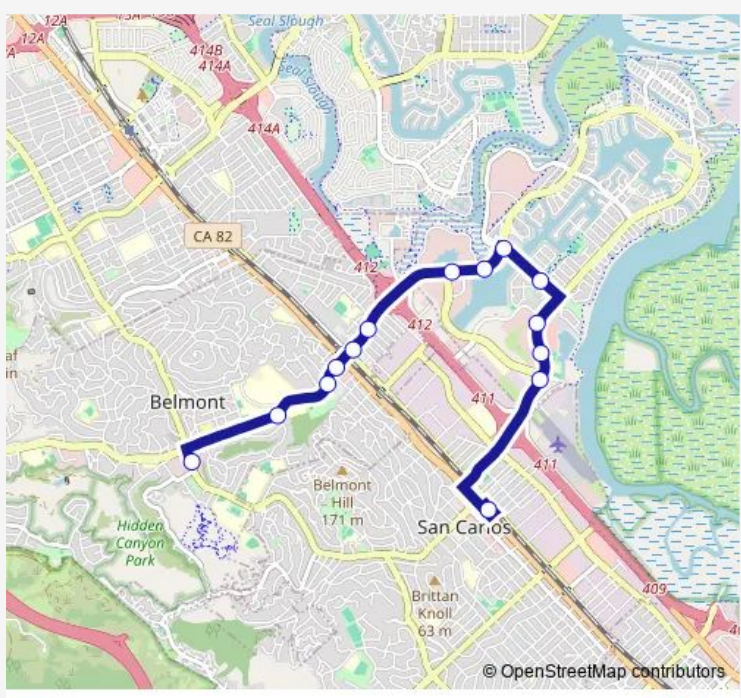 12A
13A
12A
414B
414A
Seal Slough
Seal Slough
414A
CA 82
412
412
Belmont
411
411
Belmont
Hill
171 m
San Carlos
Hidden
Canyon
Park
Brittan
Knoll
63 m
409
© OpenStreetMap contributors